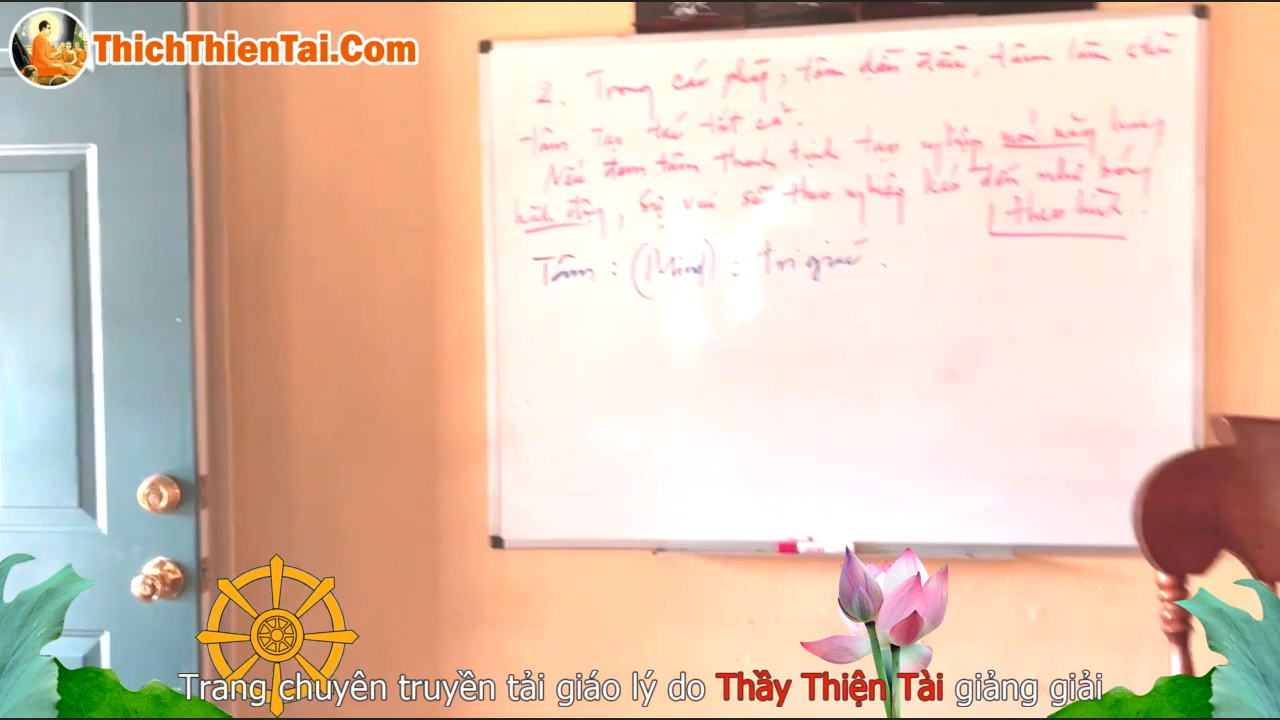 ThichThienTai.Com
2. Trong các pháp, tâm dẫn đầu, tâm làm chủ
tâm tạo tác tất cả.
Nếu đem tâm thanh tịnh tạo nghiệp nói năng hay
hành động, sự vui sẽ theo nghiệp kéo đến như bóng
theo hình.
Tâm : (Mind) : tri giác.
Trang chuyên truyền tải giáo lý do Thầy Thiện Tài giảng giải